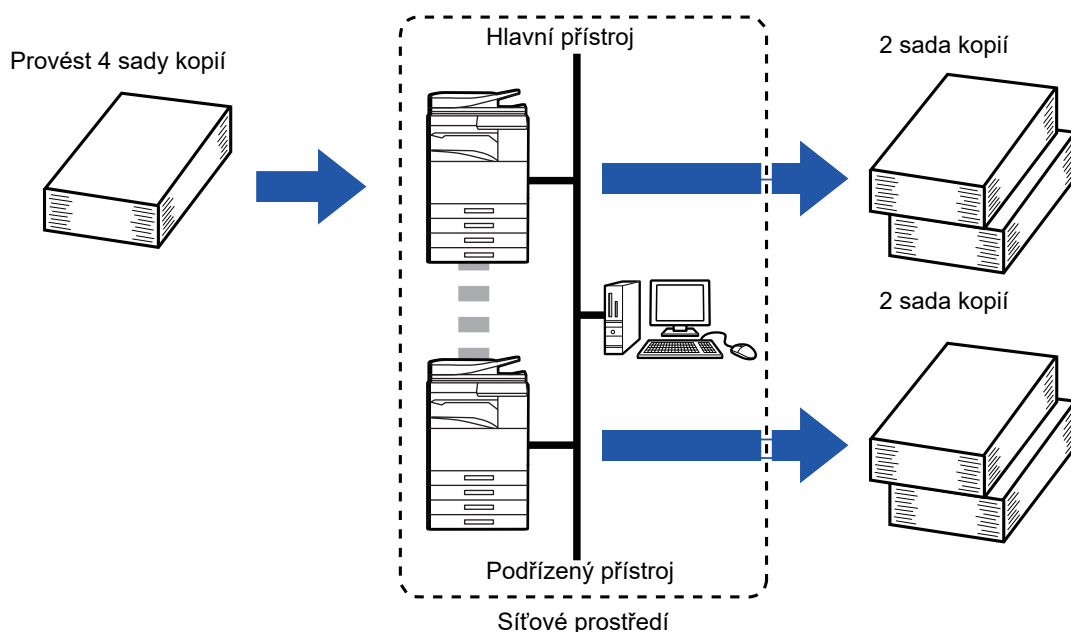 Provést 4 sady kopií
Hlavní přístroj
2 sada kopií
2 sada kopií
Podřízený přístroj
Síťové prostředí